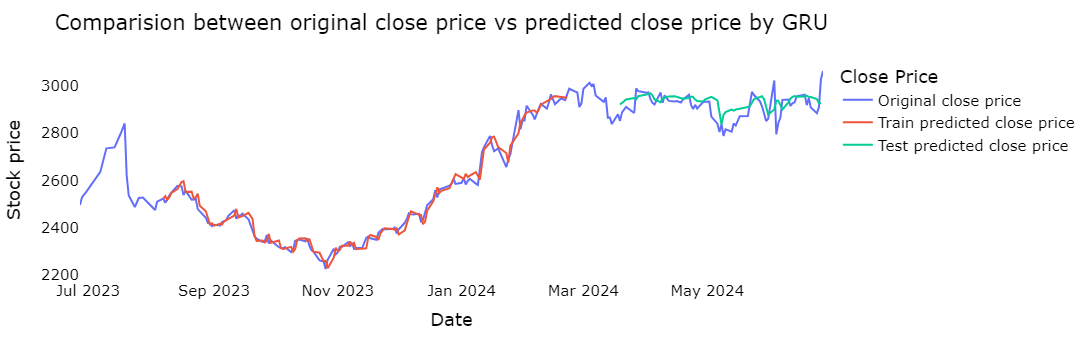 Comparision between original close price vs predicted close price by GRU
Close Price
Original close price
Train predicted close price
Test predicted close price
Stock price
3000
2800
2600
2400
2200
Jul 2023
Sep 2023
Nov 2023
Jan 2024
Mar 2024
May 2024
Date